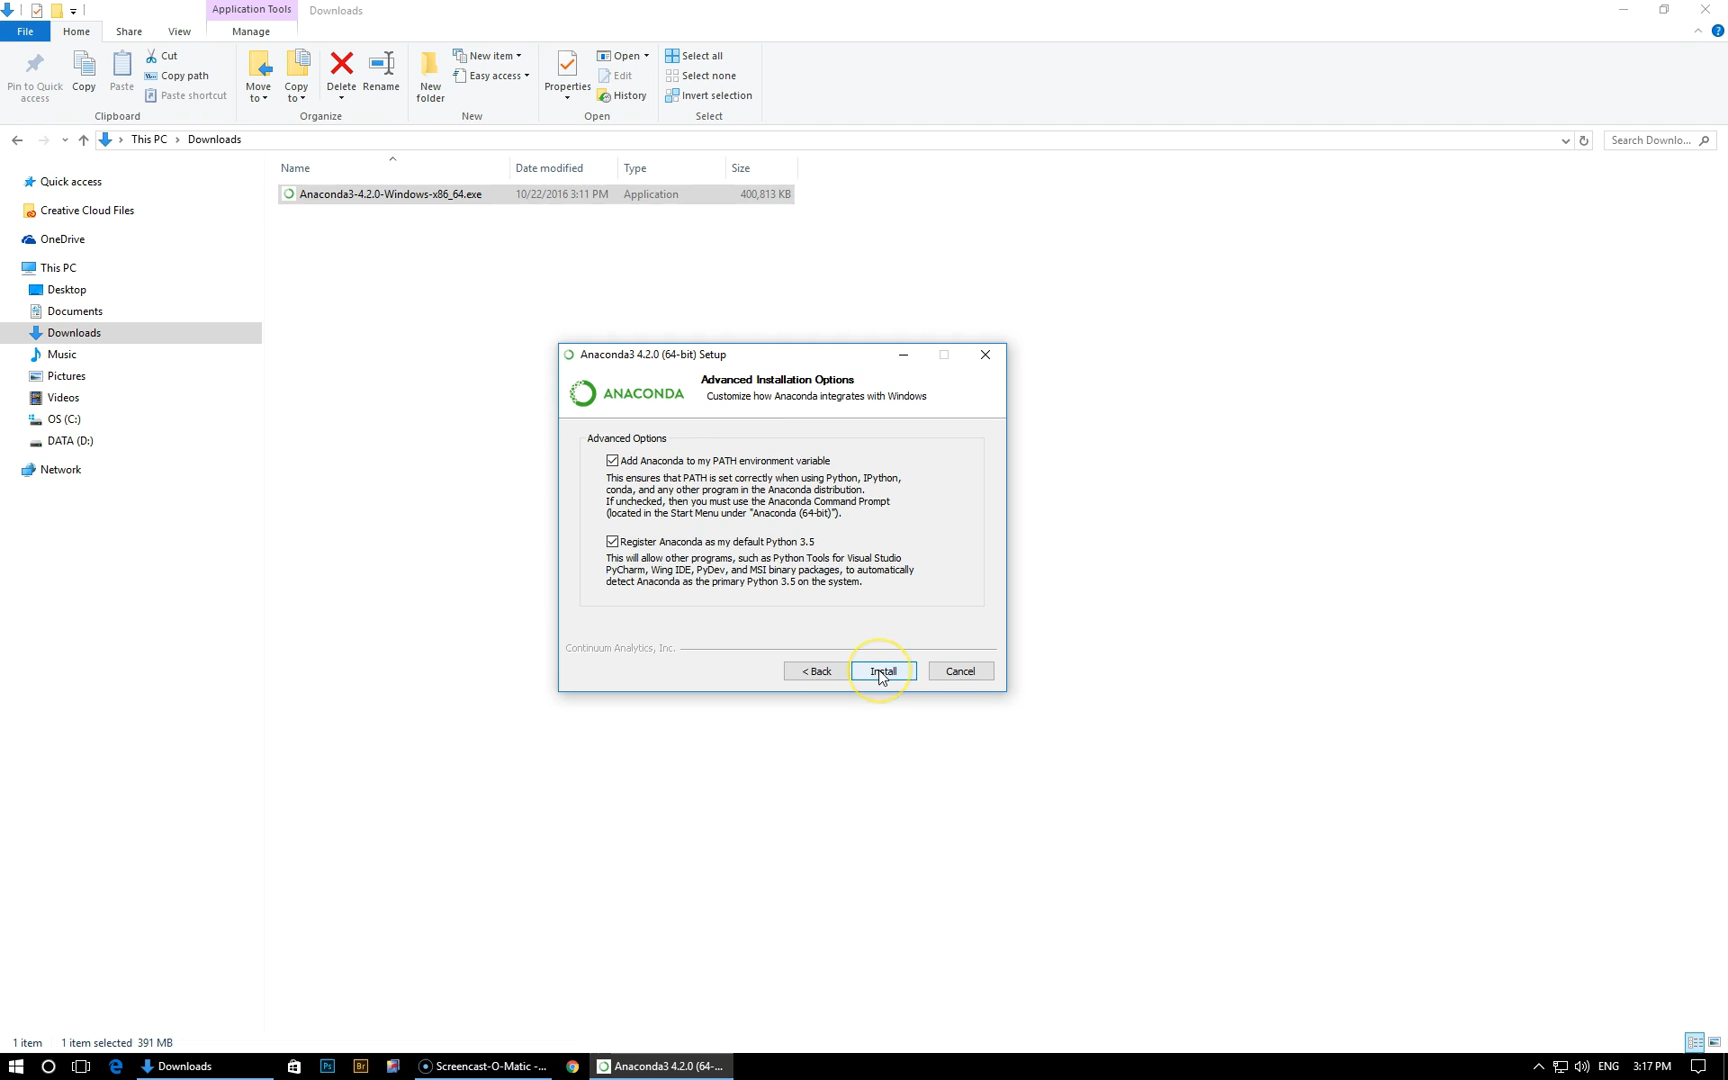 Application Tools
Downloads
File
Home
Share
View
Manage
Pin to Quick access
Copy
Paste
Cut
Copy path
Paste shortcut
Clipboard
Move to
Copy to
Delete
Rename
Organize
New folder
New item
Easy access
New
Properties
Open
Edit
History
Open
Select all
Select none
Invert selection
Select
This PC > Downloads
Search Downlo...
Name
Date modified
Type
Size
Anaconda3-4.2.0-Windows-x86_64.exe
10/22/2016 3:11 PM
Application
400,813 KB
Quick access
Creative Cloud Files
OneDrive
This PC
Desktop
Documents
Downloads
Music
Pictures
Videos
OS (C:)
DATA (D:)
Network
Anaconda3 4.2.0 (64-bit) Setup
ANACONDA
Advanced Installation Options
Customize how Anaconda integrates with Windows
Advanced Options
Add Anaconda to my PATH environment variable
This ensures that PATH is set correctly when using Python, IPython,
conda, and any other program in the Anaconda distribution.
If unchecked, then you must use the Anaconda Command Prompt
(located in the Start Menu under "Anaconda (64-bit)").
Register Anaconda as my default Python 3.5
This will allow other programs, such as Python Tools for Visual Studio
PyCharm, Wing IDE, PyDev, and MSI binary packages, to automatically
detect Anaconda as the primary Python 3.5 on the system.
Continuum Analytics, Inc.
< Back
Install
Cancel
1 item
1 item selected 391 MB
Downloads
Ps
Br
Screencast-O-Matic -...
Anaconda3 4.2.0 (64-...
ENG
3:17 PM